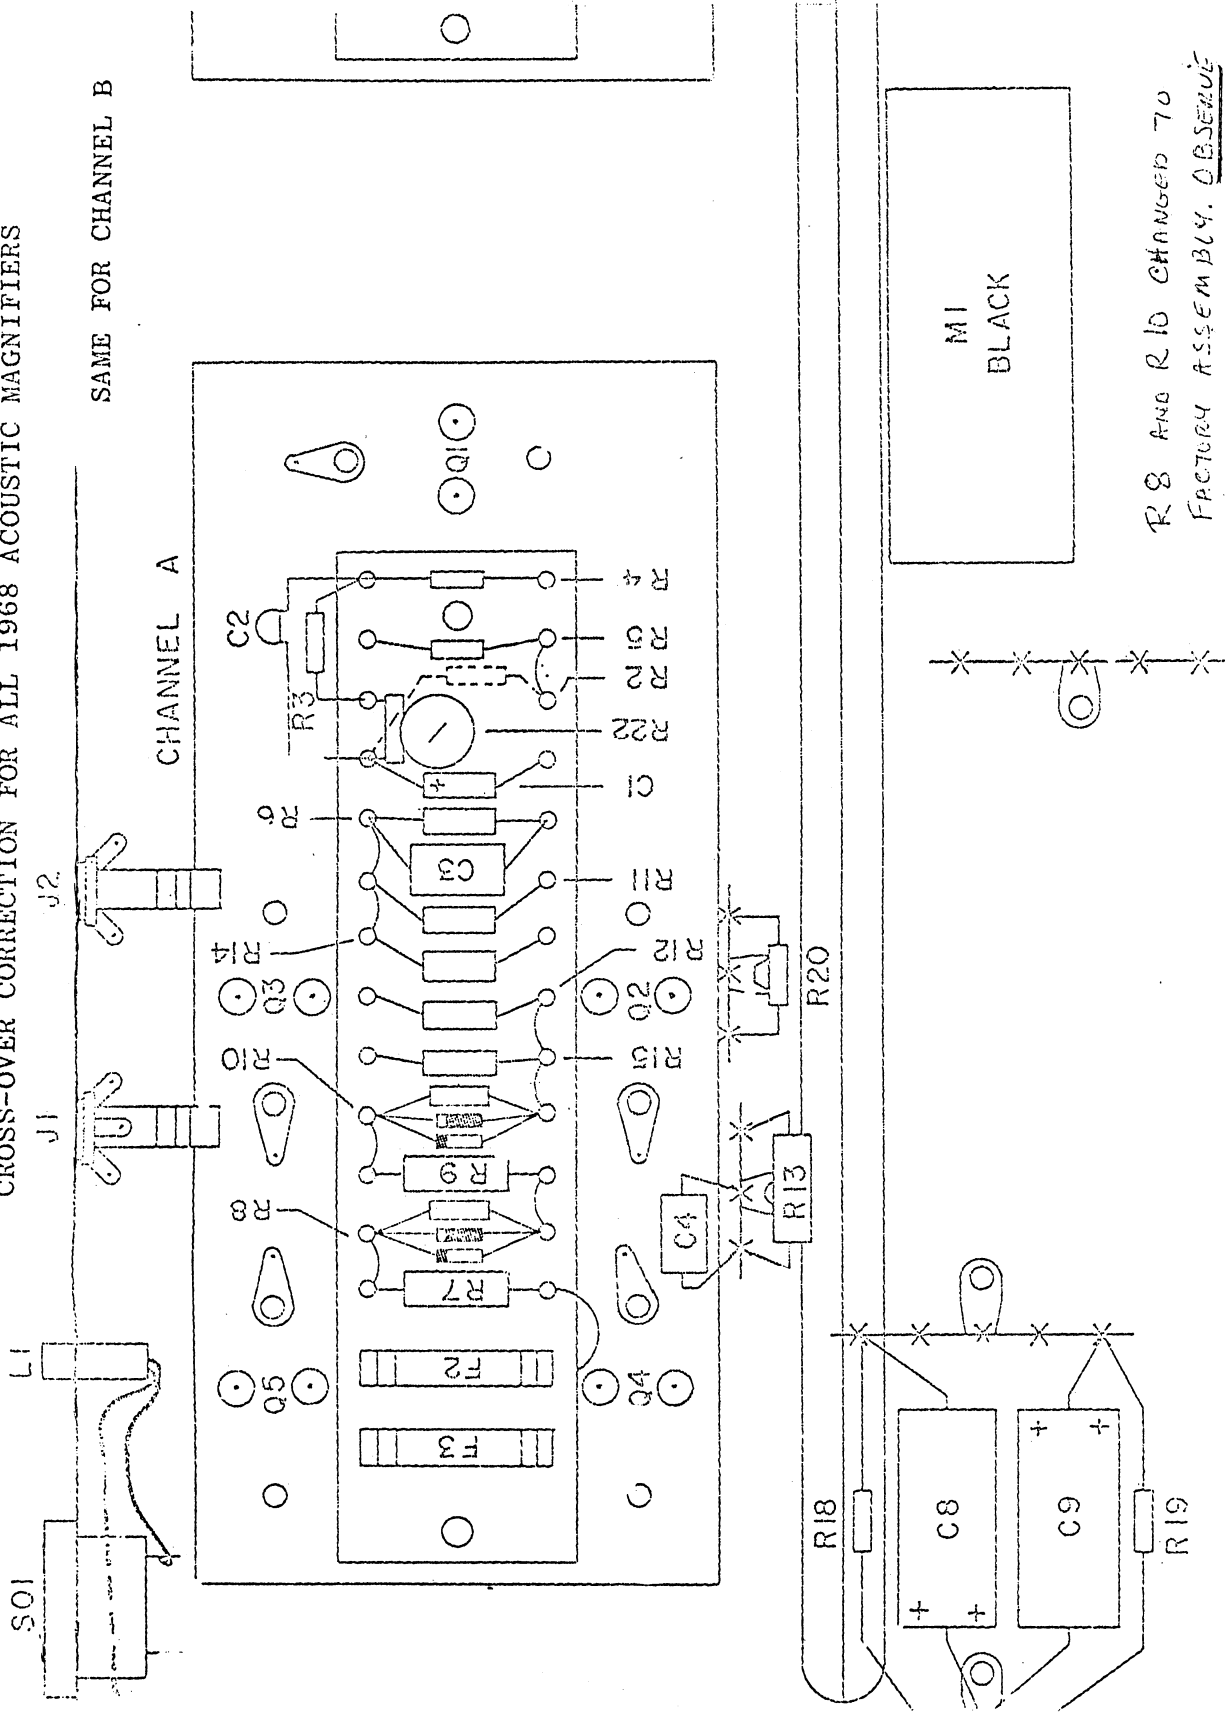 CROSS-OVER CORRECTION FOR ALL 1968 ACOUSTIC MAGNIFIERS
SAME FOR CHANNEL B
SO1
L1
J1
J2
CHANNEL A
C2
R3
R6
R14
Q3
R10
R8
Q5
F3
F2
R7
R9
C3
Q1
R4
R5
R2
R22
C1
R11
R12
Q2
R15
Q4
C4
R13
R20
R18
C8
C9
R19
M1
BLACK
R8 AND R10 CHANGED TO
FACTORY ASSEMBLY. OBSERVE